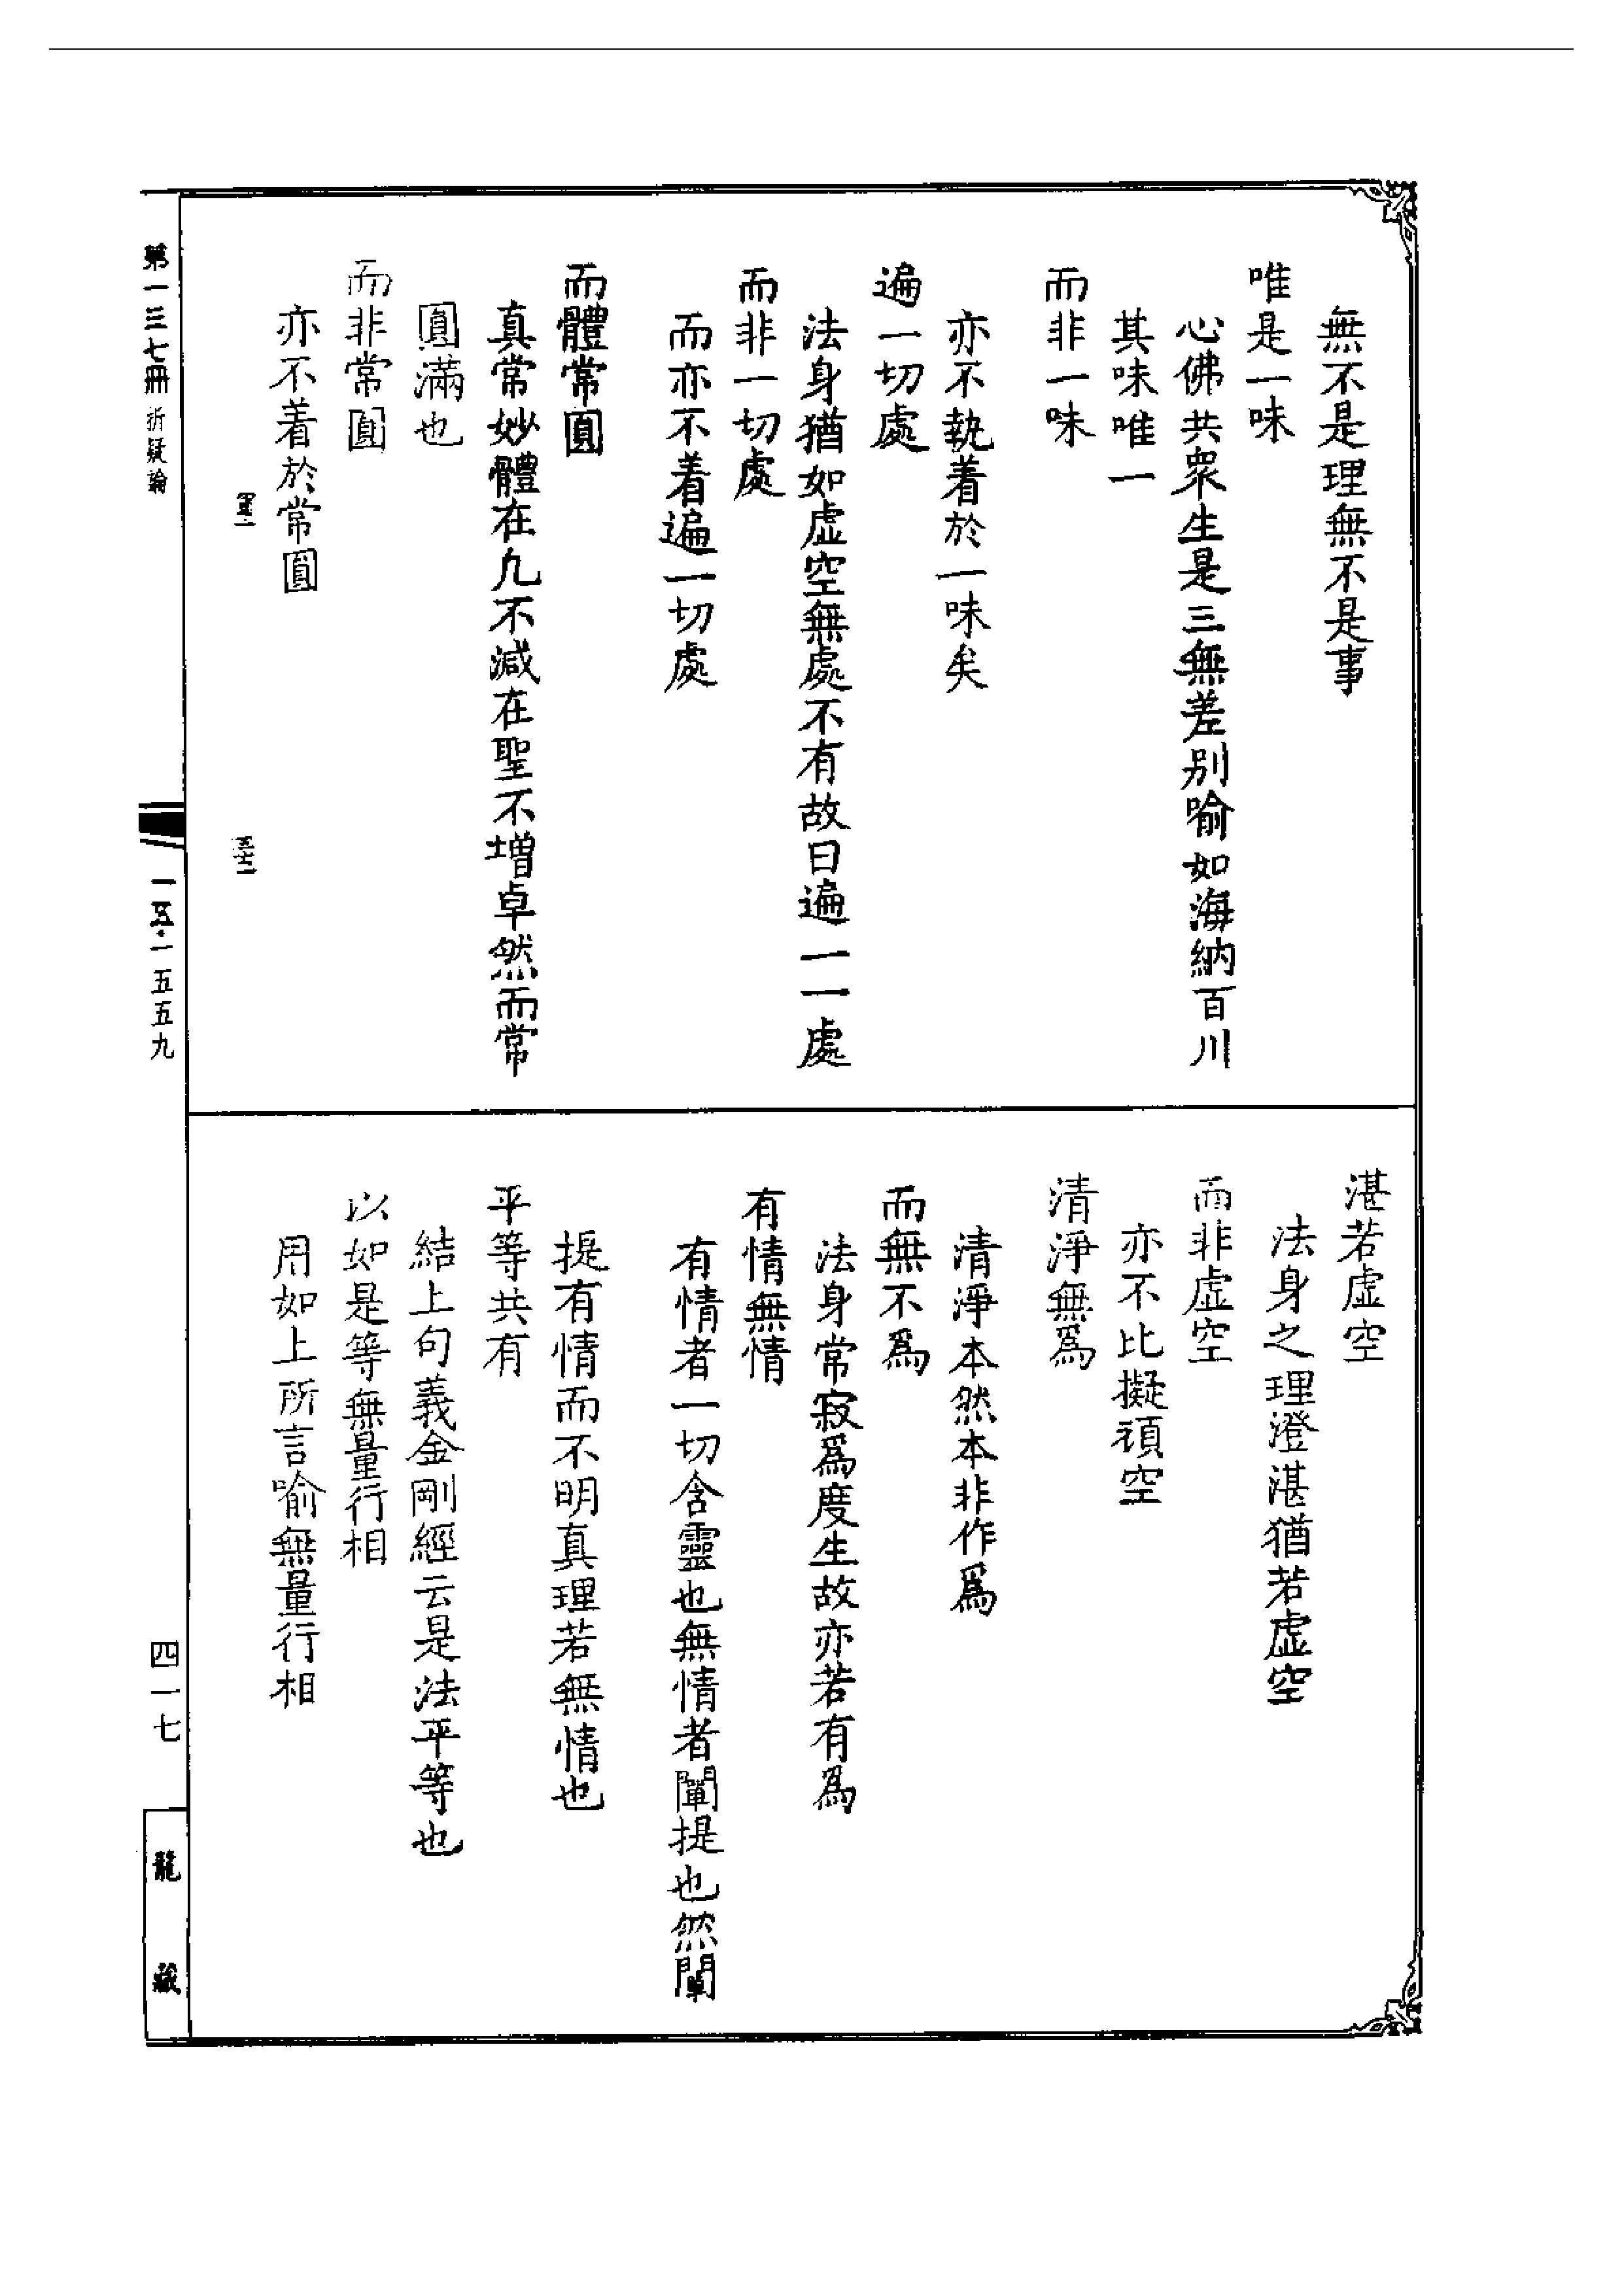 無不是理無不是事
唯是一味
心佛共衆生是三無差别喻如海納百川
其味唯一
而非一味
亦不執着於一味矣
遍一切處
法身猶如虛空無處不有故曰遍一一處
而非一切處
而亦不着遍一切處
而體常圓
真常妙體在凡不減在聖不增卓然而常
圓滿也
而非常圓
亦不着於常圓
湛若虛空
法身之理澄湛猶若虛空
而非虛空
亦不比擬頑空
清淨無爲
清淨本然本非作爲
而無不爲
法身常寂爲度生故亦若有爲
有情無情
有情者一切含靈也無情者闡提也然闡
提有情而不明真理若無情也
平等共有
結上句義金剛經云是法平等也
以如是等無量行相
用如上所言喻無量行相
第一三七冊 折疑論
一五·一五五九
四一七
龍藏